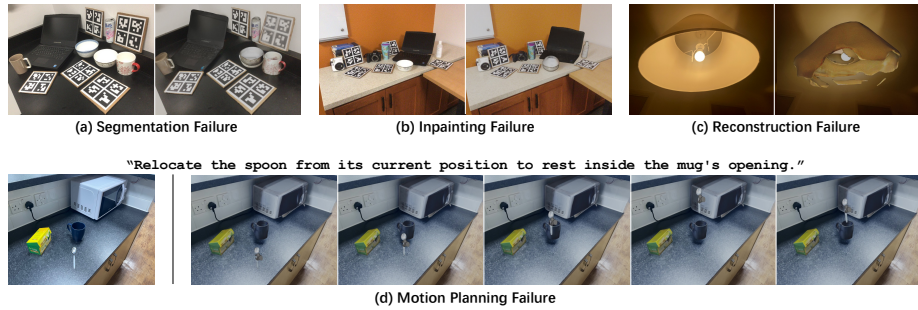 (a) Segmentation Failure
(b) Inpainting Failure
(c) Reconstruction Failure
“Relocate the spoon from its current position to rest inside the mug's opening.”
(d) Motion Planning Failure